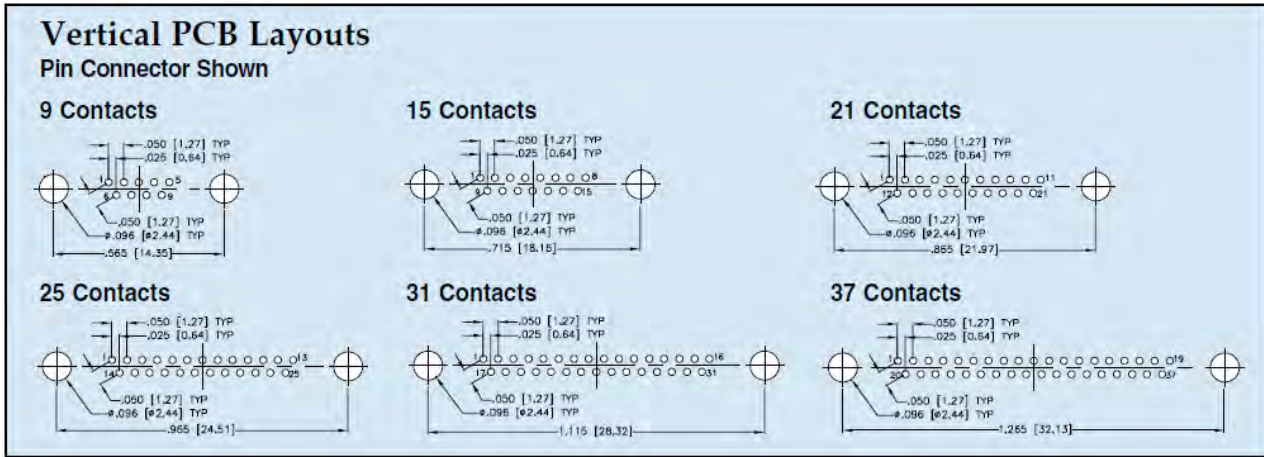 Vertical PCB Layouts
Pin Connector Shown
9 Contacts
.050 [1.27] TYP
.025 [0.64] TYP
1
5
6
9
.050 [1.27] TYP
ø.096 [ø2.44] TYP
.565 [14.35]
15 Contacts
.050 [1.27] TYP
.025 [0.64] TYP
1
8
9
15
.050 [1.27] TYP
ø.096 [ø2.44] TYP
.715 [18.16]
21 Contacts
.050 [1.27] TYP
.025 [0.64] TYP
1
11
12
21
.050 [1.27] TYP
ø.096 [ø2.44] TYP
.865 [21.97]
25 Contacts
.050 [1.27] TYP
.025 [0.64] TYP
1
13
14
25
.050 [1.27] TYP
ø.096 [ø2.44] TYP
.965 [24.51]
31 Contacts
.050 [1.27] TYP
.025 [0.64] TYP
1
16
17
31
.050 [1.27] TYP
ø.096 [ø2.44] TYP
1.115 [28.32]
37 Contacts
.050 [1.27] TYP
.025 [0.64] TYP
1
19
20
37
.050 [1.27] TYP
ø.096 [ø2.44] TYP
1.265 [32.13]